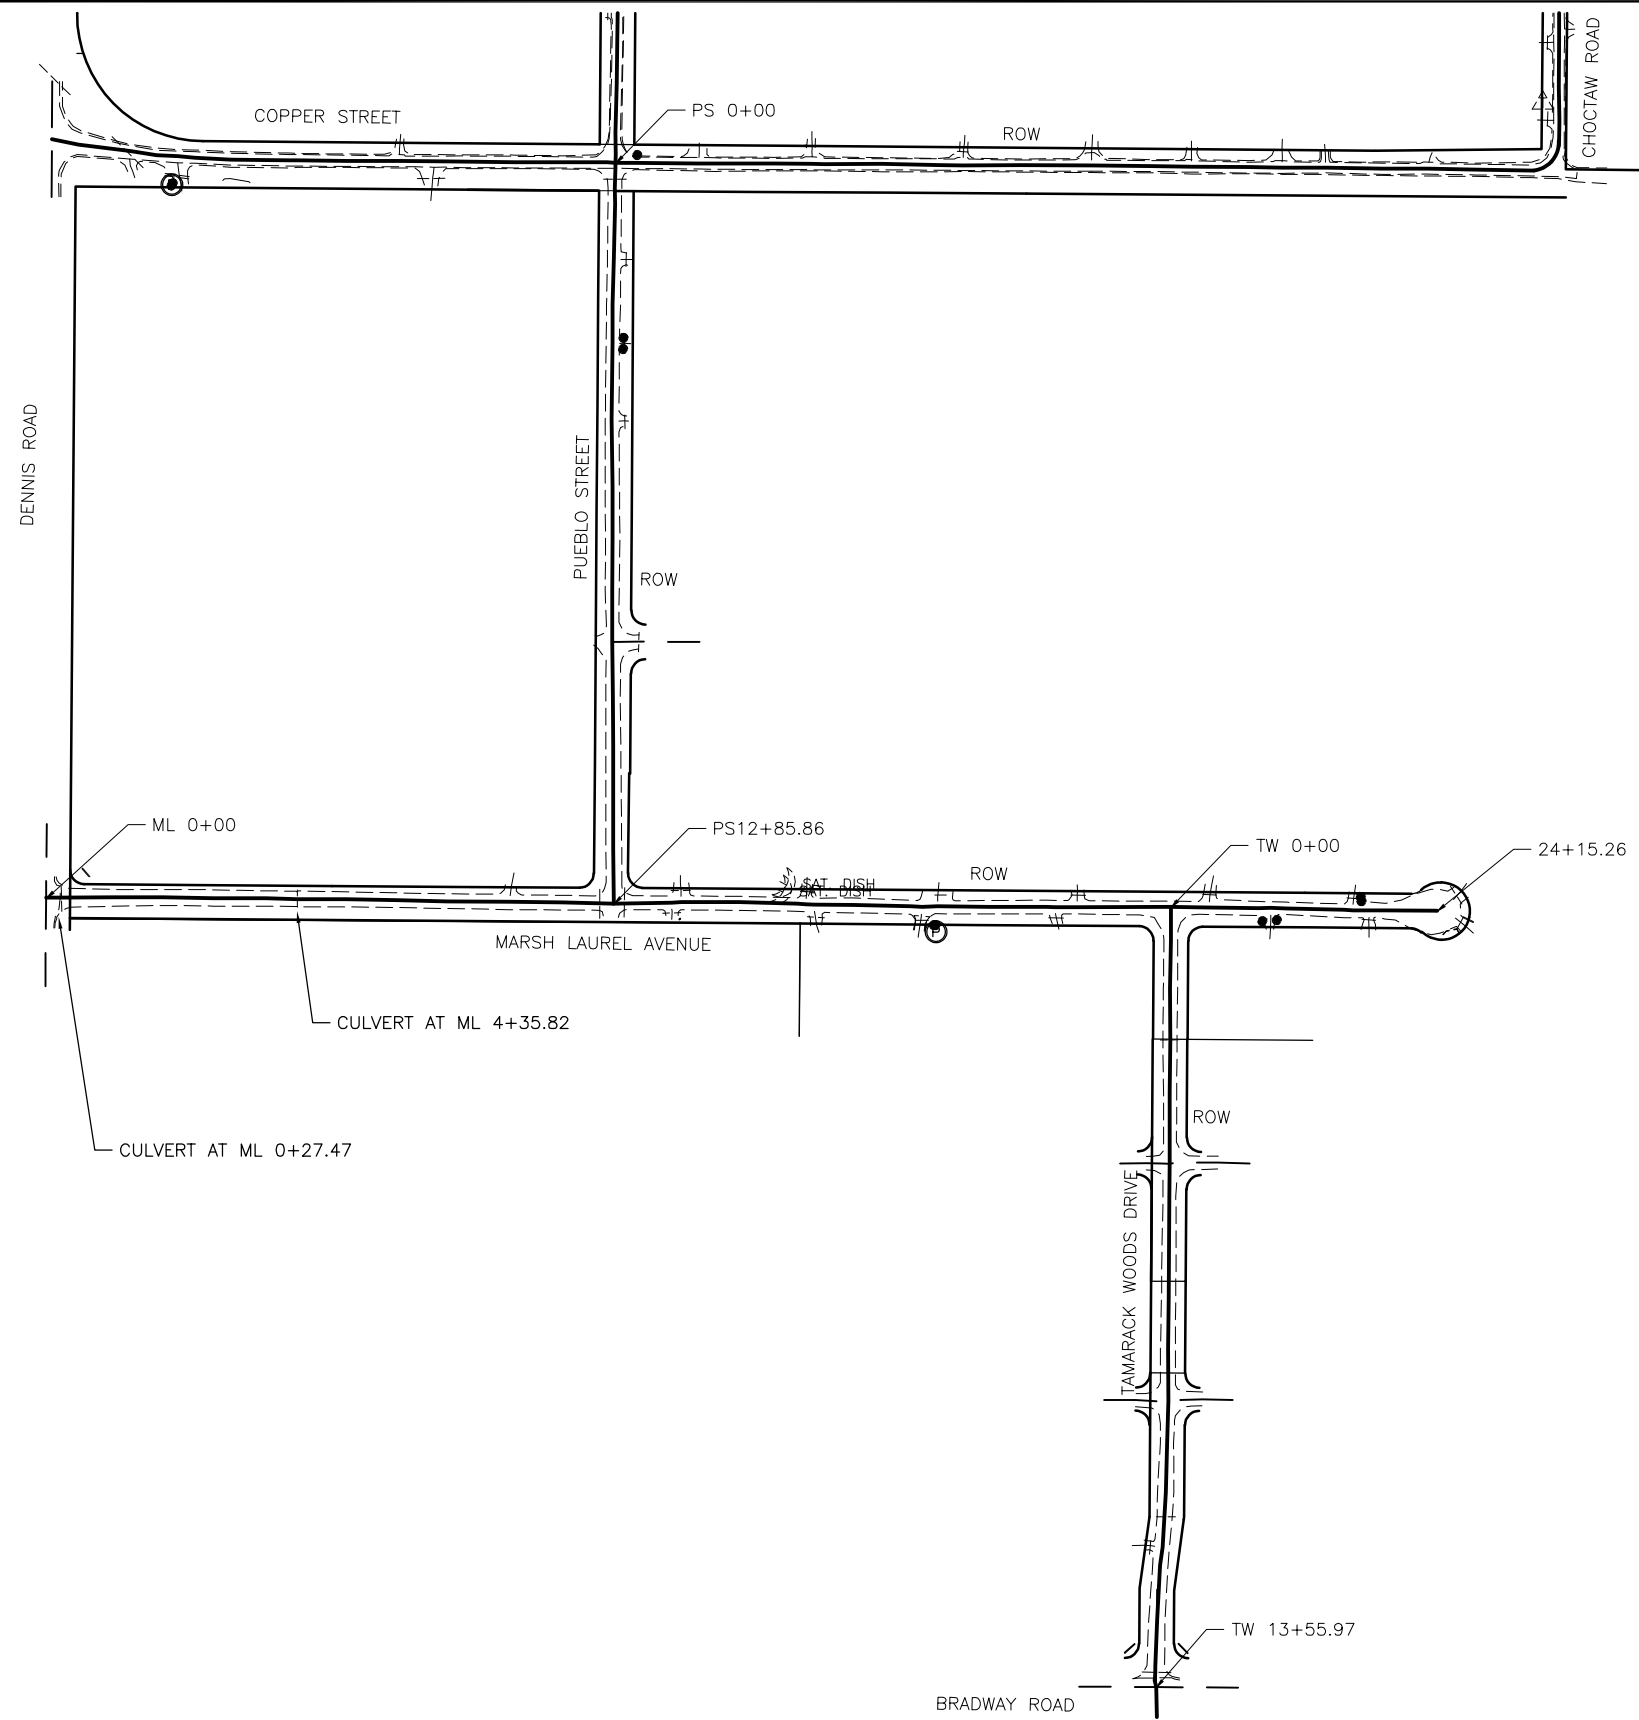 CHOCTAW ROAD
COPPER STREET
PS 0+00
ROW
DENNIS ROAD
PUEBLO STREET
ROW
ML 0+00
PS12+85.86
TW 0+00
24+15.26
ROW
SAT. DISH
SAT. DISH
P
MARSH LAUREL AVENUE
CULVERT AT ML 4+35.82
ROW
CULVERT AT ML 0+27.47
TAMARACK WOODS DRIVE
TW 13+55.97
BRADWAY ROAD